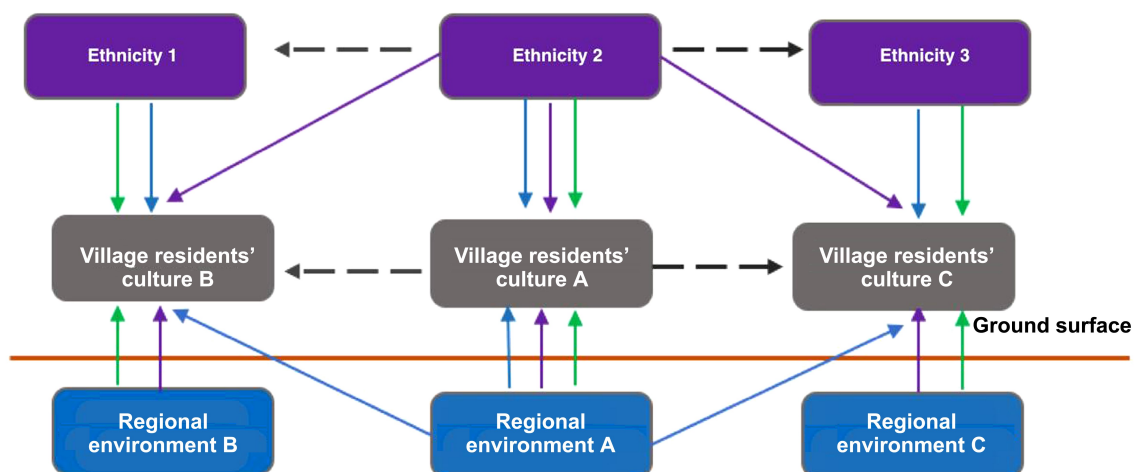 Ethnicity 1
Ethnicity 2
Ethnicity 3
Village residents’
culture B
Village residents’
culture A
Village residents’
culture C
Ground surface
Regional
environment B
Regional
environment A
Regional
environment C